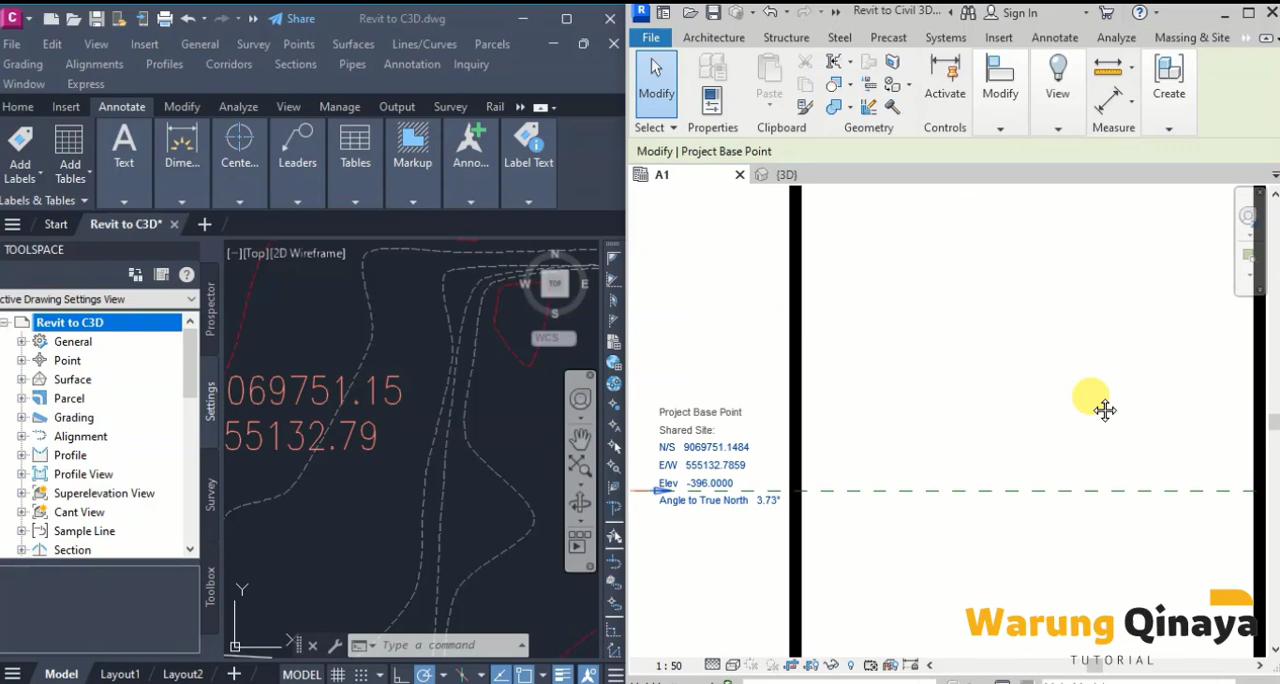 Share
Revit to C3D.dwg
File Edit View Insert General Survey Points Surfaces Lines/Curves Parcels
Grading Alignments Profiles Corridors Sections Pipes Annotation Inquiry
Window Express
Home Insert Annotate Modify Analyze View Manage Output Survey Rail
Add Labels
Add Tables
Text
Dime...
Cente...
Leaders
Tables
Markup
Anno...
Label Text
Labels & Tables
Start
Revit to C3D*
TOOLSPACE
ctive Drawing Settings View
Revit to C3D
General
Point
Surface
Parcel
Grading
Alignment
Profile
Profile View
Superelevation View
Cant View
Sample Line
Section
Prospector
Settings
Survey
Toolbox
[−][Top][2D Wireframe]
N
W TOP E
S
WCS
069751.15
55132.79
Y
Type a command
Model Layout1 Layout2
MODEL
Revit to Civil 3D...
Sign In
File Architecture Structure Steel Precast Systems Insert Annotate Analyze Massing & Site
Modify
Paste
Activate
Modify
View
Create
Select Properties Clipboard Geometry Controls Measure
Modify | Project Base Point
A1
{3D}
Project Base Point
Shared Site:
N/S 9069751.1484
E/W 555132.7859
Elev -396.0000
Angle to True North 3.73°
1 : 50
Warung Qinaya
TUTORIAL